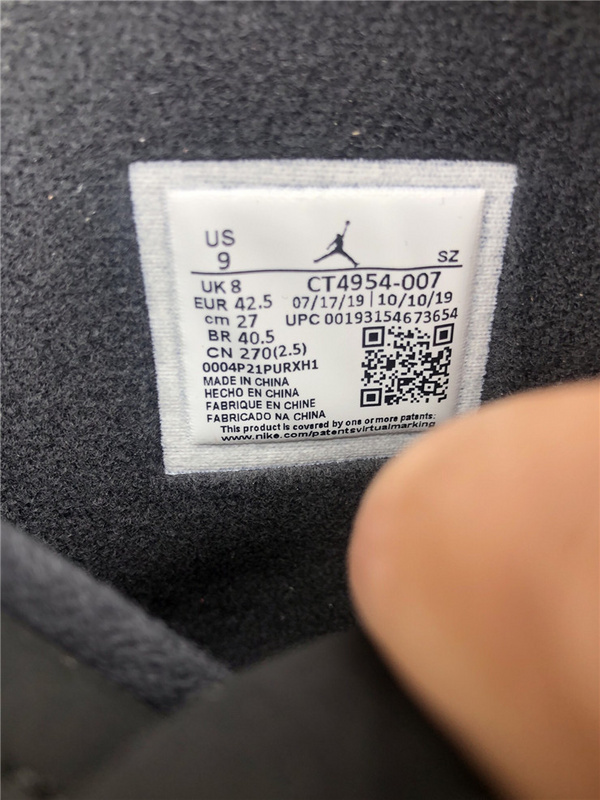 US
9
SZ
UK 8
CT4954-007
EUR 42.5
07/17/19 | 10/10/19
cm 27
UPC 00193154673654
BR 40.5
CN 270(2.5)
0004P21PURXH1
MADE IN CHINA
HECHO EN CHINA
FABRIQUE EN CHINE
FABRICADO NA CHINA
This product is covered by one or more patents:
www.nike.com/patentsvirtualmarking